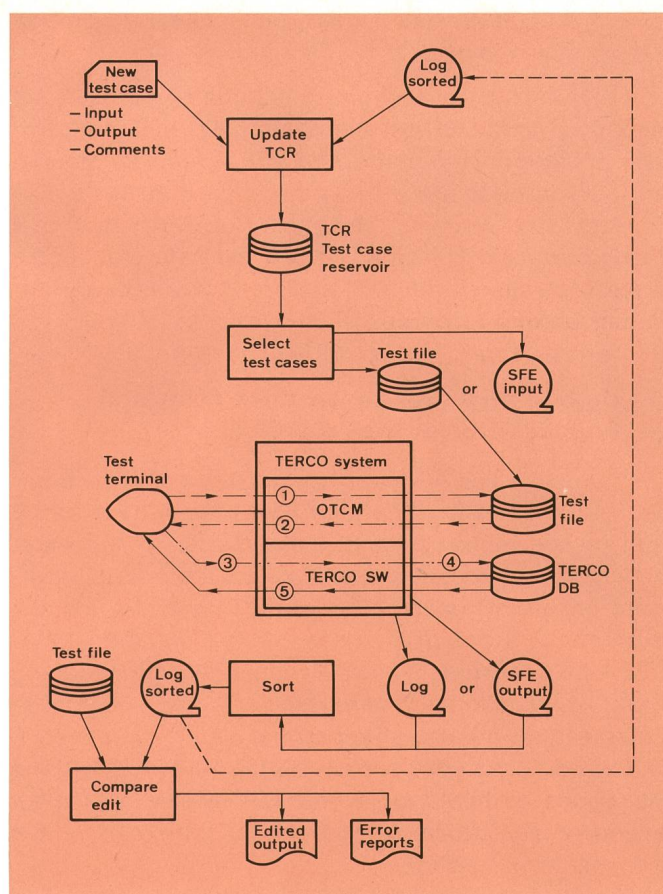 New
test case
– Input
– Output
– Comments
Log
sorted
Update
TCR
TCR
Test case
reservoir
Select
test cases
Test file
or
SFE
input
TERCO system
Test
terminal
1
OTCM
2
Test
file
3
4
TERCO SW
5
TERCO
DB
Test file
Log
sorted
Sort
Log
or
SFE
output
Compare
edit
Edited
output
Error
reports